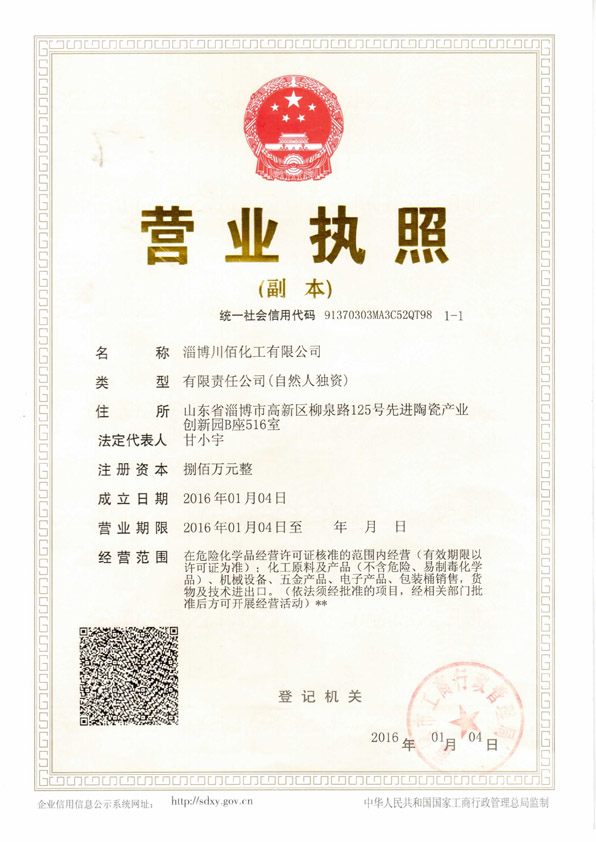 营业执照
(副 本)
统一社会信用代码 91370303MA3C52QT98 1-1
名 称 淄博川佰化工有限公司
类 型 有限责任公司(自然人独资)
住 所 山东省淄博市高新区柳泉路125号先进陶瓷产业
创新园B座516室
法定代表人 甘小宇
注册资本 捌佰万元整
成立日期 2016年01月04日
营业期限 2016年01月04日至 年 月 日
经营范围 在危险化学品经营许可证核准的范围内经营（有效期限以
许可证为准）；化工原料及产品（不含危险、易制毒化学
品）、机械设备、五金产品、电子产品、包装桶销售，货
物及技术进出口。（依法须经批准的项目，经相关部门批
准后方可开展经营活动）**
登记机关
工商行政管理局
2016 年 01 月 04 日
企业信用信息公示系统网址： http://sdxy.gov.cn
中华人民共和国国家工商行政管理总局监制